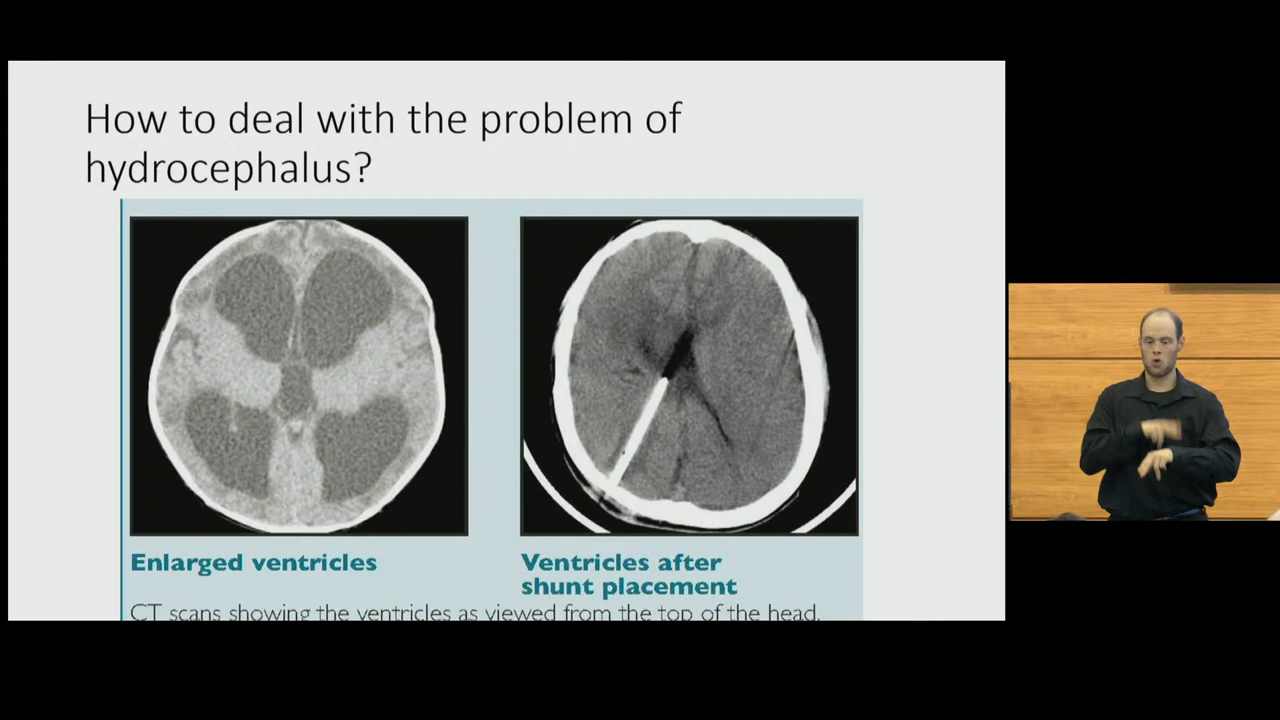 How to deal with the problem of
hydrocephalus?
Enlarged ventricles
Ventricles after
shunt placement
CT scans showing the ventricles as viewed from the top of the head.